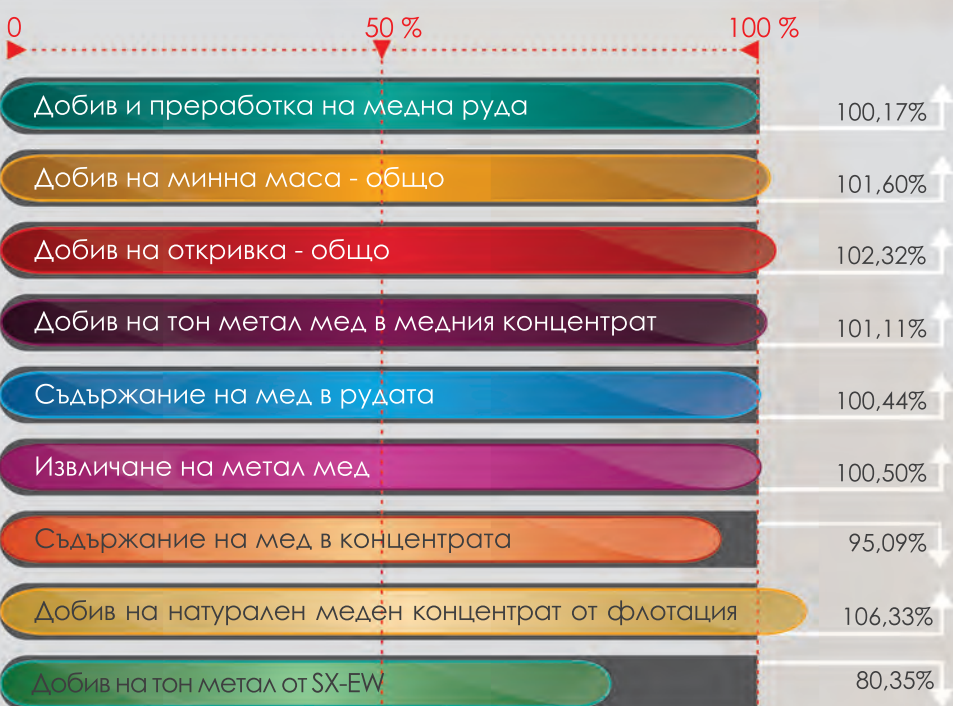 0 50 % 100 %
Добив и преработка на медна руда 100,17%
Добив на минна маса - общо 101,60%
Добив на откривка - общо 102,32%
Добив на тон метал мед в медния концентрат 101,11%
Съдържание на мед в рудата 100,44%
Извличане на метал мед 100,50%
Съдържание на мед в концентрата 95,09%
Добив на натурален меден концентрат от флотация 106,33%
Добив на тон метал от SX-EW 80,35%